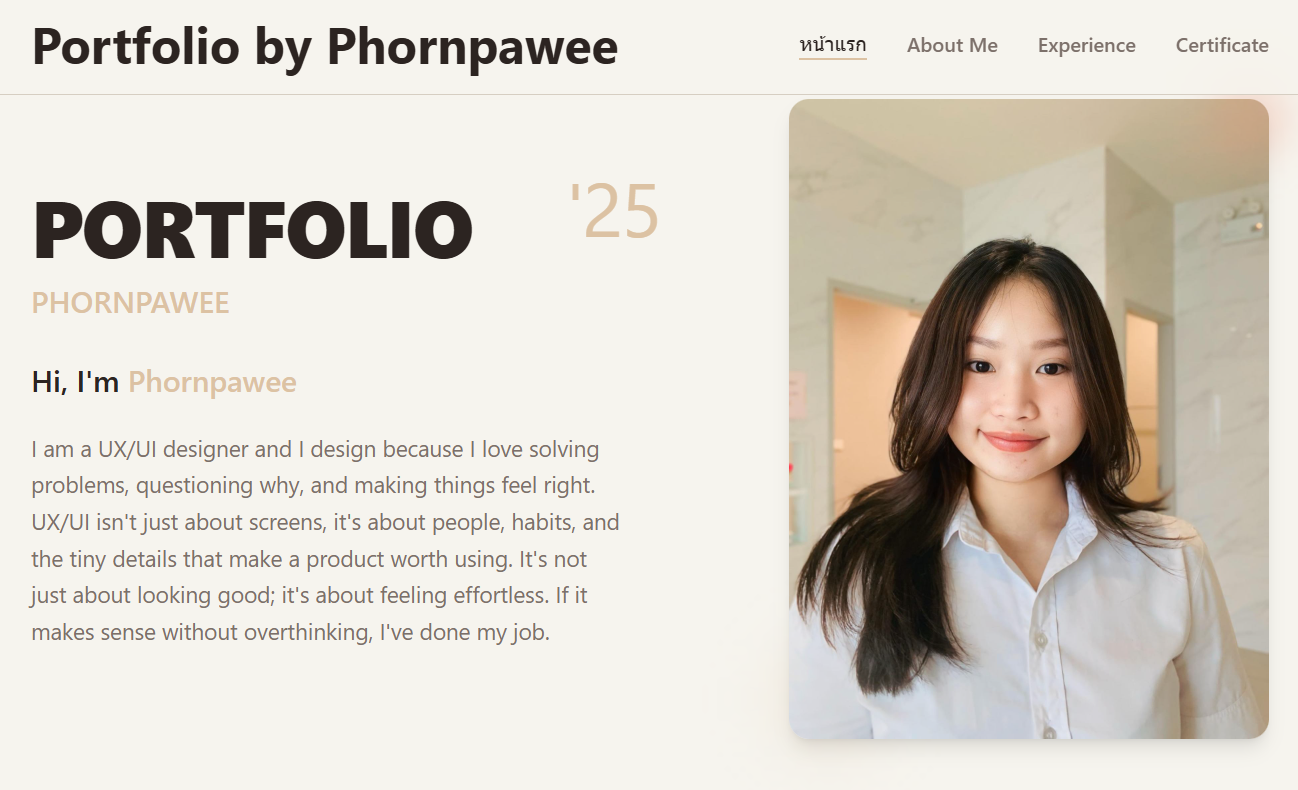 Portfolio by Phornpawee
หน้าแรก
About Me
Experience
Certificate
PORTFOLIO
'25
PHORNPAWEE
Hi, I'm Phornpawee
I am a UX/UI designer and I design because I love solving
problems, questioning why, and making things feel right.
UX/UI isn't just about screens, it's about people, habits, and
the tiny details that make a product worth using. It's not
just about looking good; it's about feeling effortless. If it
makes sense without overthinking, I've done my job.